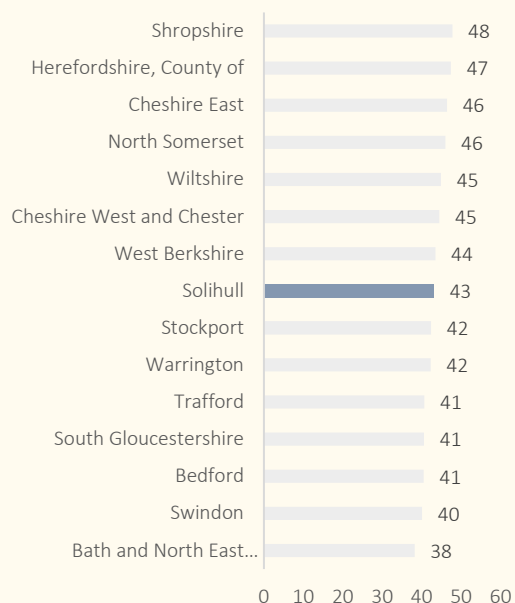 Shropshire 48
Herefordshire, County of 47
Cheshire East 46
North Somerset 46
Wiltshire 45
Cheshire West and Chester 45
West Berkshire 44
Solihull 43
Stockport 42
Warrington 42
Trafford 41
South Gloucestershire 41
Bedford 41
Swindon 40
Bath and North East... 38
0 10 20 30 40 50 60